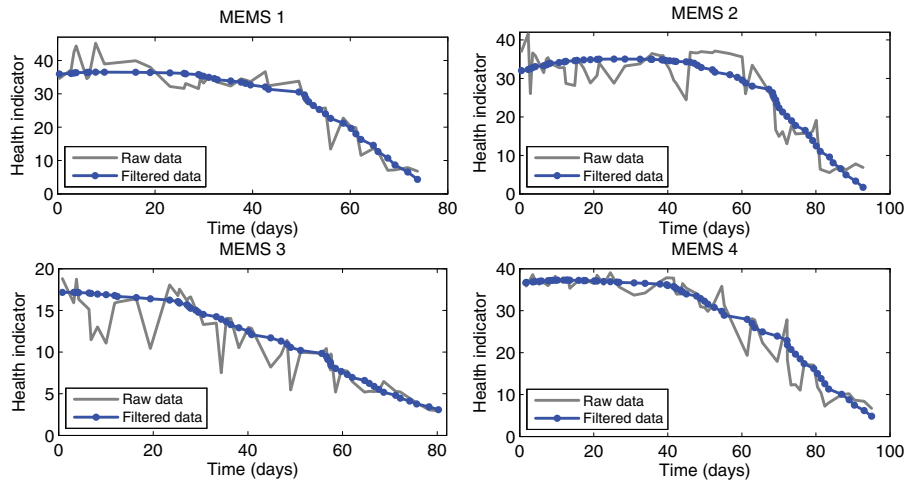 MEMS 1
Health indicator
40
30
20
10
0
Raw data
Filtered data
0 20 40 60 80
Time (days)
MEMS 2
Health indicator
40
30
20
10
0
Raw data
Filtered data
0 20 40 60 80 100
Time (days)
MEMS 3
Health indicator
20
15
10
5
0
Raw data
Filtered data
0 20 40 60 80
Time (days)
MEMS 4
Health indicator
40
30
20
10
0
Raw data
Filtered data
0 20 40 60 80 100
Time (days)